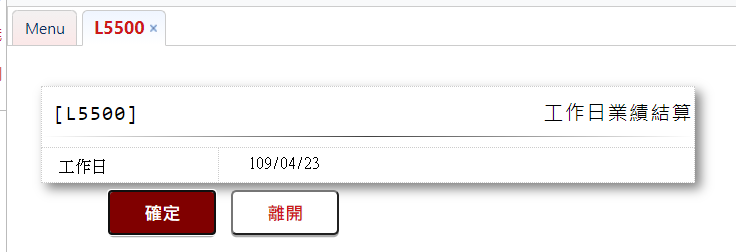 Menu
L5500 ×
[L5500] 工作日業績結算
工作日 109/04/23
確定 離開